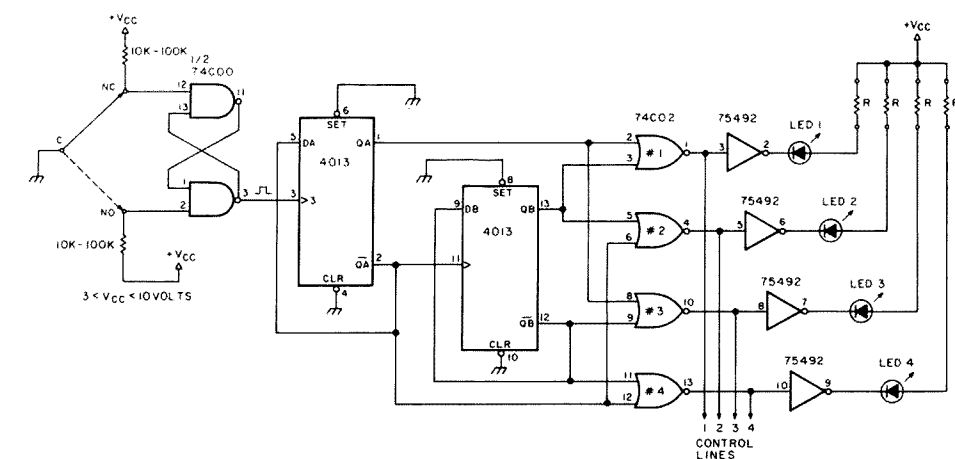 +VCC
10K-100K
1/2
74C00
NC
12
13
11
C
1
2
3
NO
10K-100K
+VCC
3 < VCC < 10 VOLTS
6
SET
5
DA
QA
1
4013
3
>3
Q̅A̅
2
CLR
4
8
SET
9
DB
QB
13
4013
11
Q̅B̅
12
CLR
10
74C02
2
3
#1
1
5
6
#2
4
8
9
#3
10
11
12
#4
13
75492
3
2
LED 1
75492
5
6
LED 2
75492
8
7
LED 3
75492
10
9
LED 4
+VCC
R
R
R
R
1 2 3 4
CONTROL
LINES